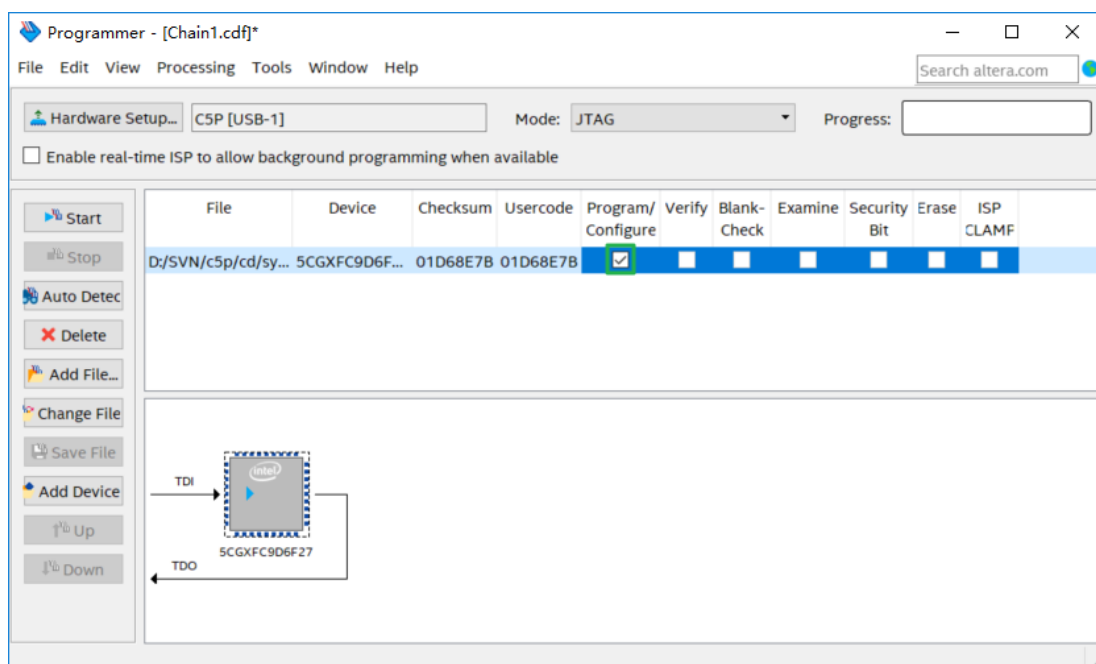 Programmer - [Chain1.cdf]*
File Edit View Processing Tools Window Help
Search altera.com
Hardware Setup... C5P [USB-1] Mode: JTAG Progress:
Enable real-time ISP to allow background programming when available
Start
Stop
Auto Detec
Delete
Add File...
Change File
Save File
Add Device
Up
Down
File Device Checksum Usercode Program/ Verify Blank- Examine Security Erase ISP
Configure Check Bit CLAMF
D:/SVN/c5p/cd/sy... 5CGXFC9D6F... 01D68E7B 01D68E7B
TDI
intel
5CGXFC9D6F27
TDO